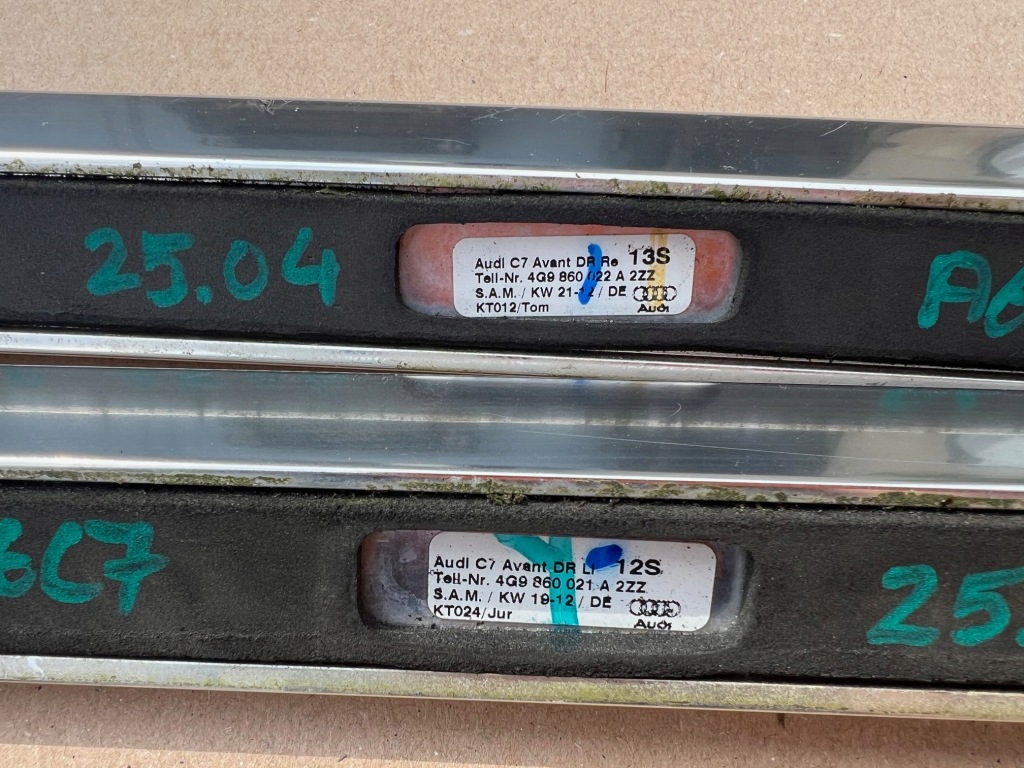 25.04
Audi C7 Avant DR Re 13S
Teil-Nr. 4G9 860 022 A 2ZZ
S.A.M. / KW 21-12 / DE
KT012/Tom
Audi
A6
6C7
Audi C7 Avant DR Li 12S
Teil-Nr. 4G9 860 021 A 2ZZ
S.A.M. / KW 19-12 / DE
KT024/Jur
Audi
25.